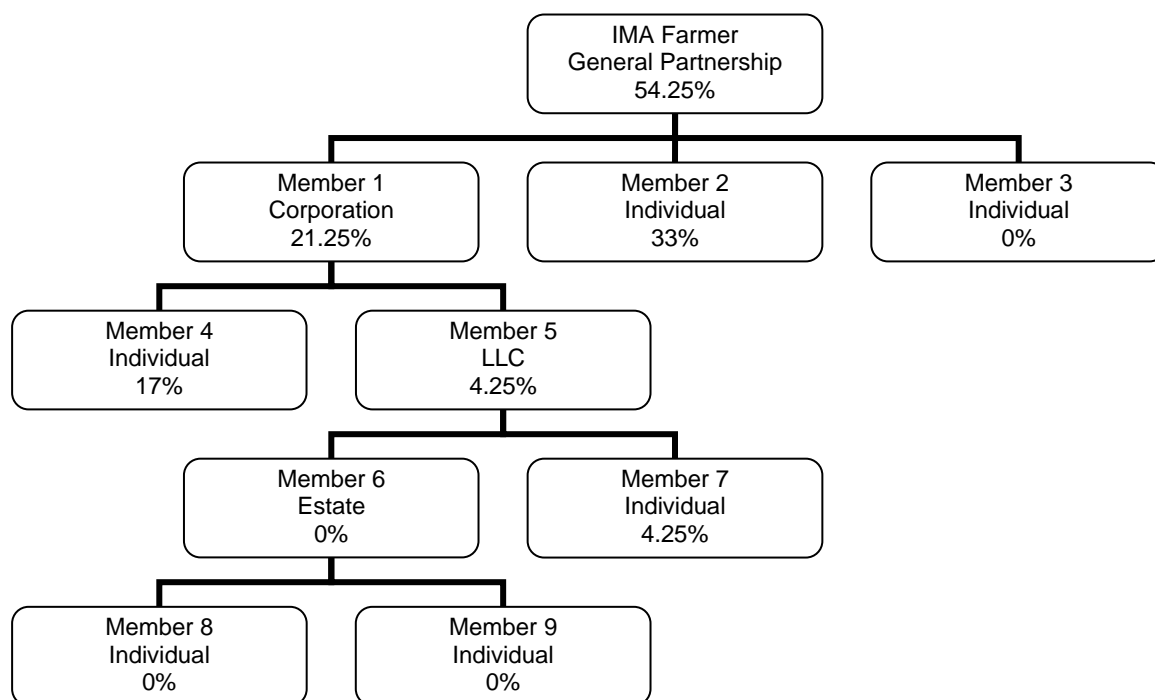 IMA Farmer
General Partnership
54.25%
Member 1
Corporation
21.25%
Member 2
Individual
33%
Member 3
Individual
0%
Member 4
Individual
17%
Member 5
LLC
4.25%
Member 6
Estate
0%
Member 7
Individual
4.25%
Member 8
Individual
0%
Member 9
Individual
0%